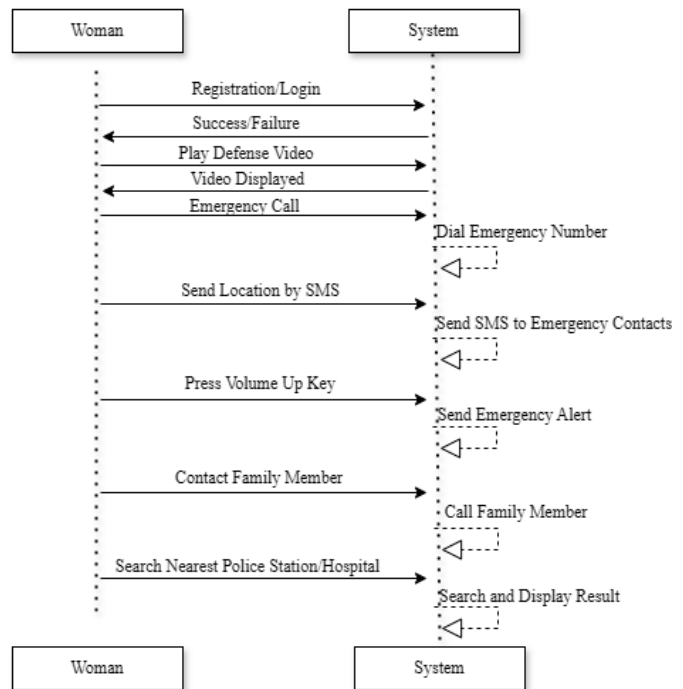 Woman
System
Registration/Login
Success/Failure
Play Defense Video
Video Displayed
Emergency Call
Dial Emergency Number
Send Location by SMS
Send SMS to Emergency Contacts
Press Volume Up Key
Send Emergency Alert
Contact Family Member
Call Family Member
Search Nearest Police Station/Hospital
Search and Display Result
Woman
System